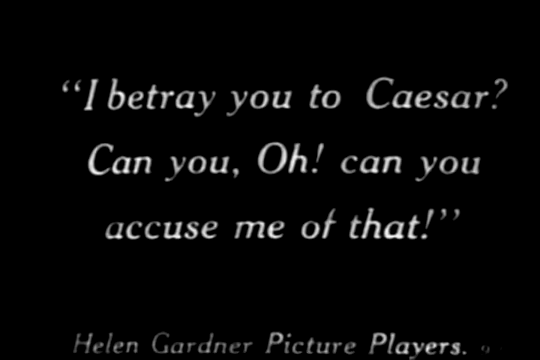 “I betray you to Caesar?
Can you, Oh! can you
accuse me of that!”
Helen Gardner Picture Players.